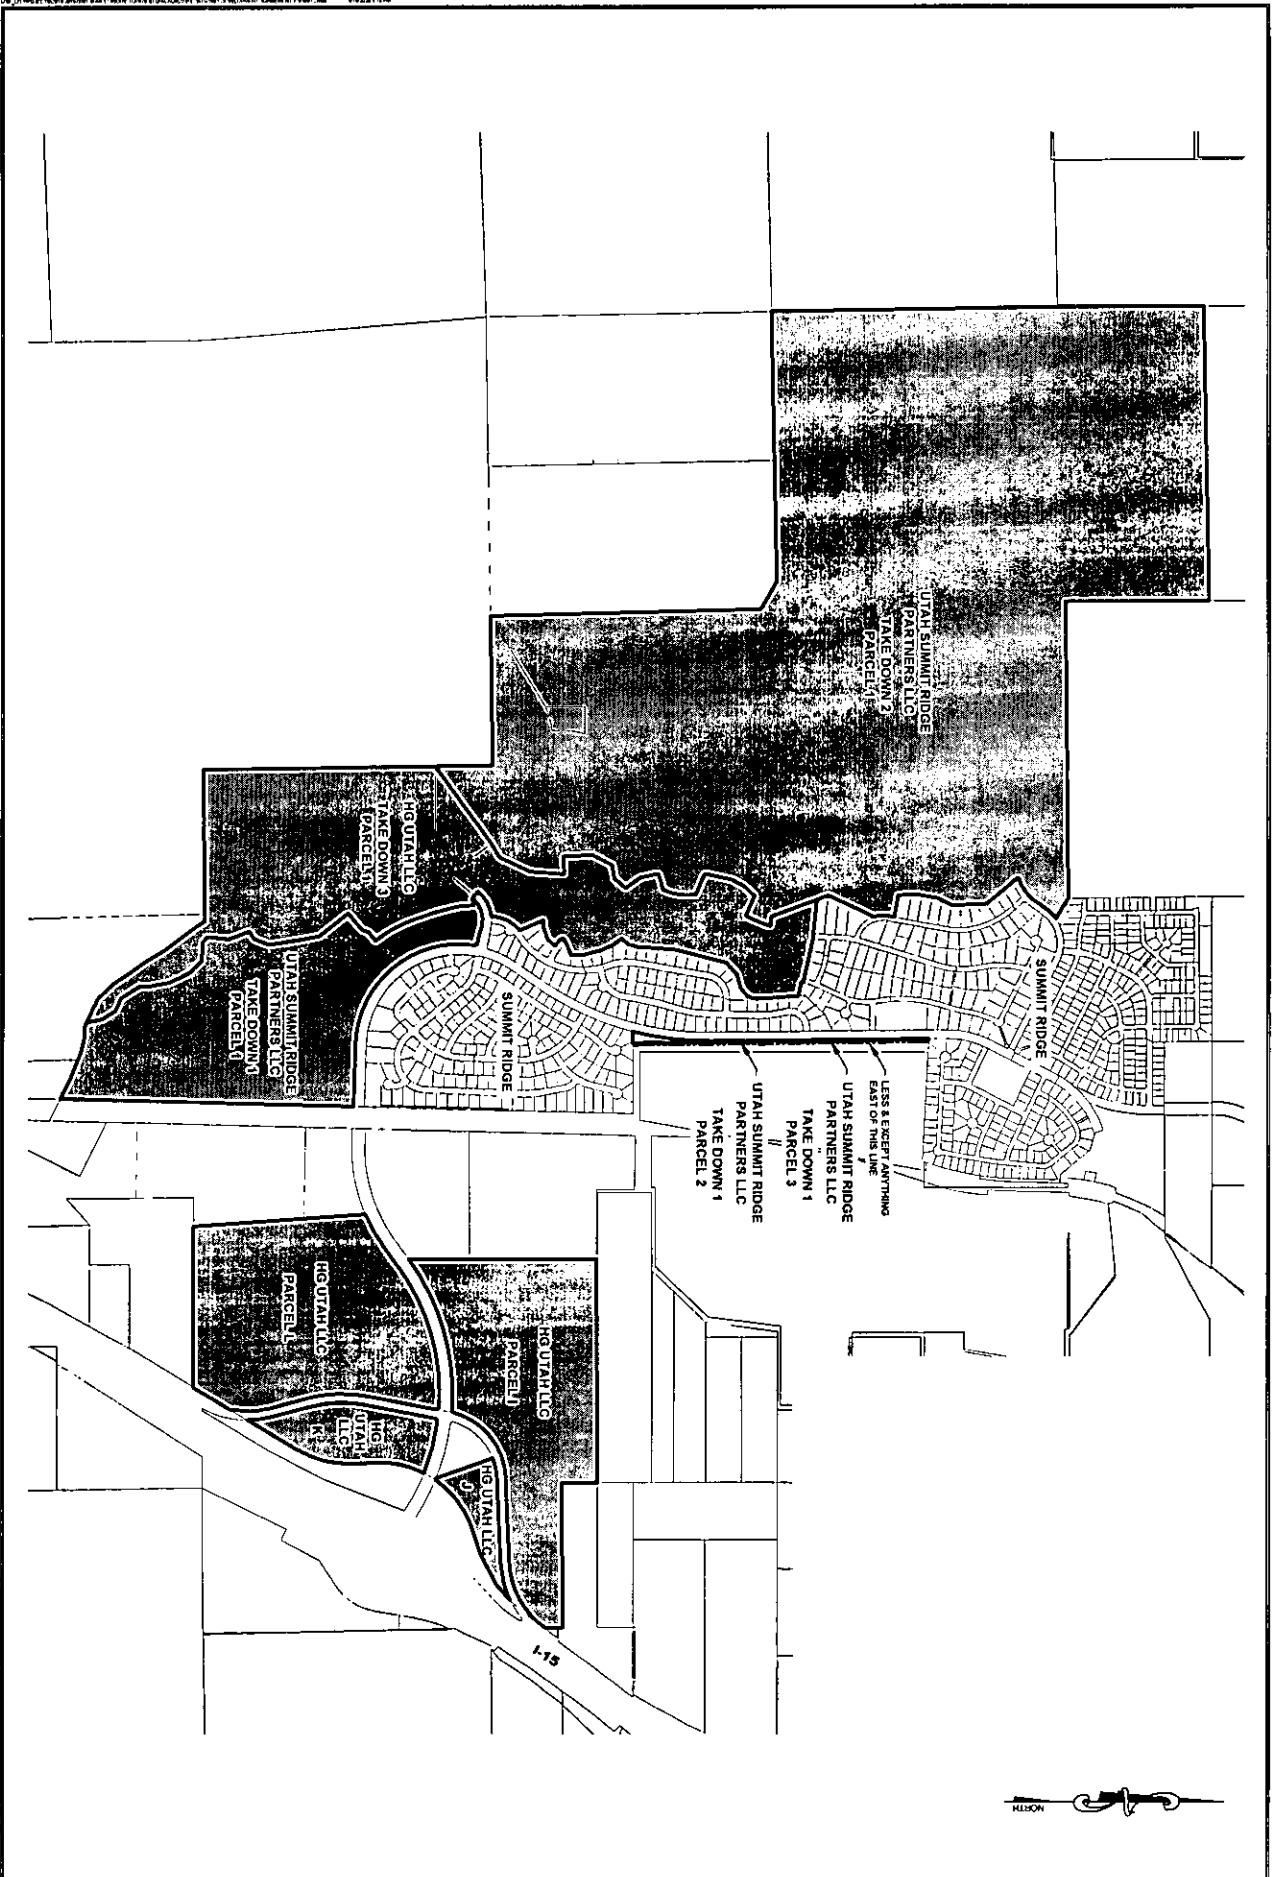 UTAH SUMMIT RIDGE
PARTNERS LLC
TAKE DOWN 2
PARCEL 1
HG UTAH LLC
TAKE DOWN 3
PARCEL 1
UTAH SUMMIT RIDGE
PARTNERS LLC
TAKE DOWN 1
PARCEL 1
SUMMIT RIDGE
SUMMIT RIDGE
LESS & EXCEPT ANYTHING
EAST OF THIS LINE
UTAH SUMMIT RIDGE
PARTNERS LLC
TAKE DOWN 1
PARCEL 3
UTAH SUMMIT RIDGE
PARTNERS LLC
TAKE DOWN 1
PARCEL 2
HG UTAH LLC
PARCEL I
HG UTAH LLC
PARCEL L
HG
UTAH
LLC
K
HG UTAH LLC
J
I-15
NORTH